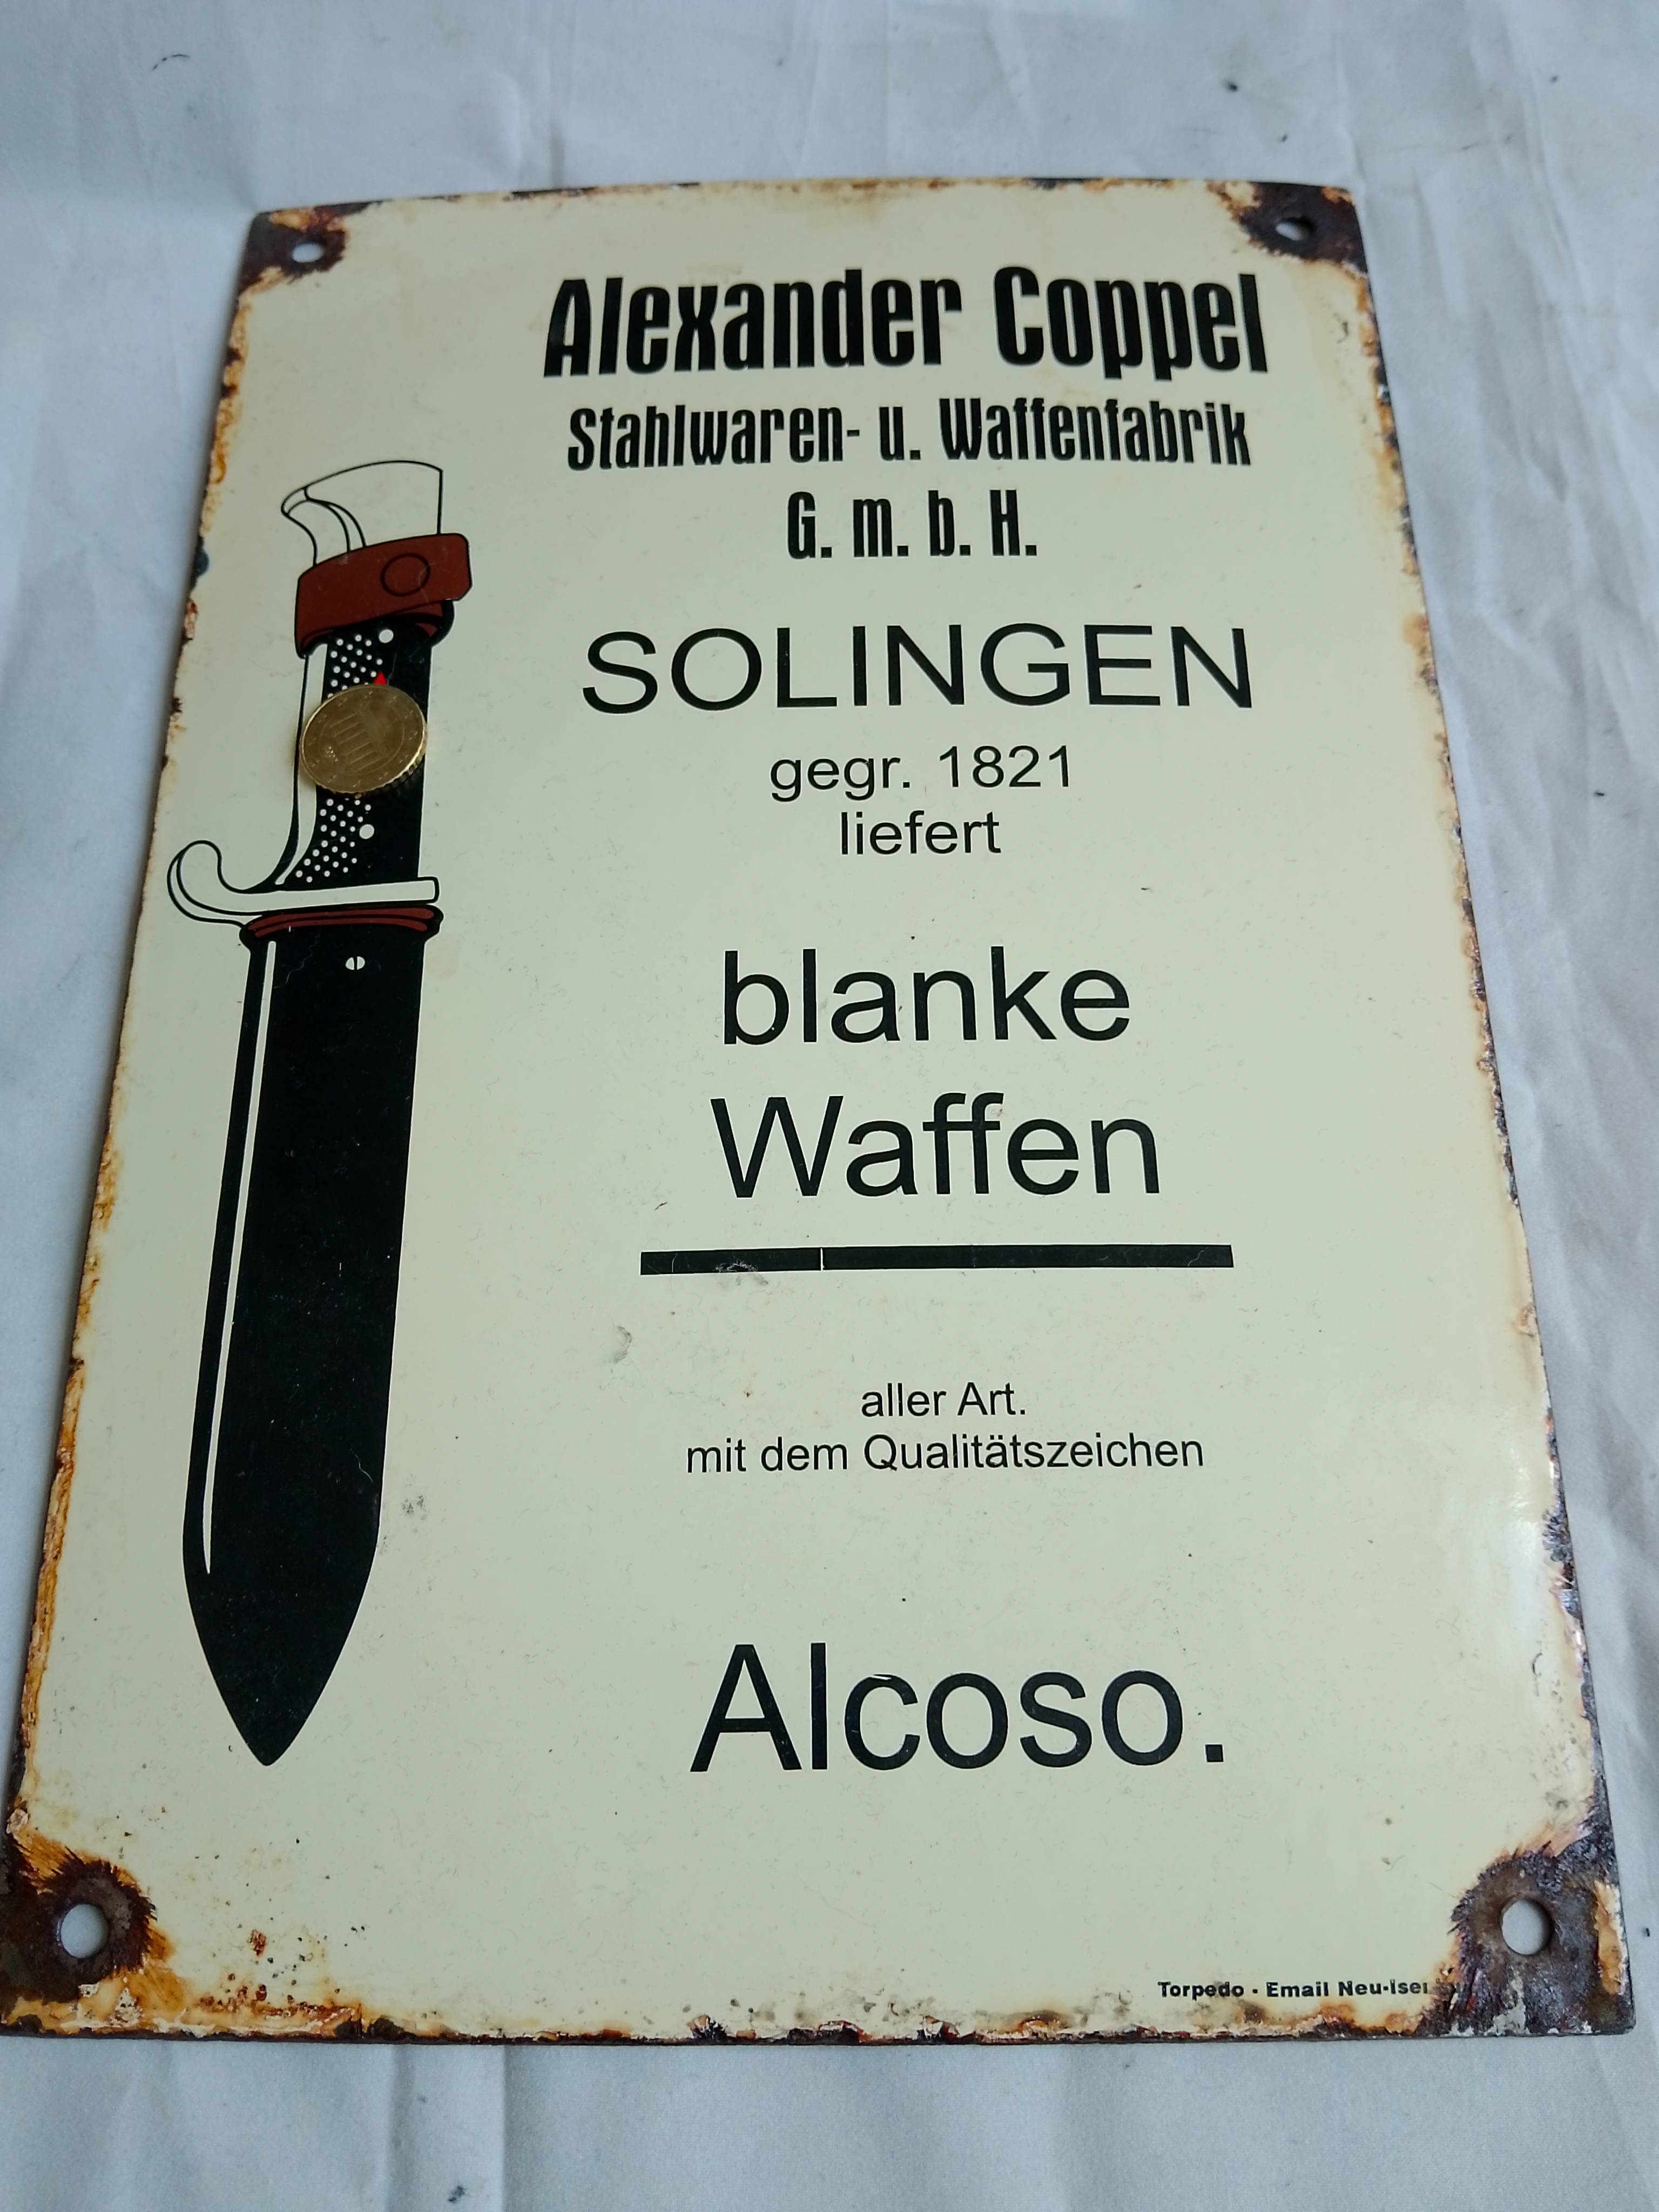 Alexander Coppel
Stahlwaren- u. Waffenfabrik
G. m. b. H.
SOLINGEN
gegr. 1821
liefert
blanke
Waffen
aller Art.
mit dem Qualitätszeichen
Alcoso.
Torpedo - Email